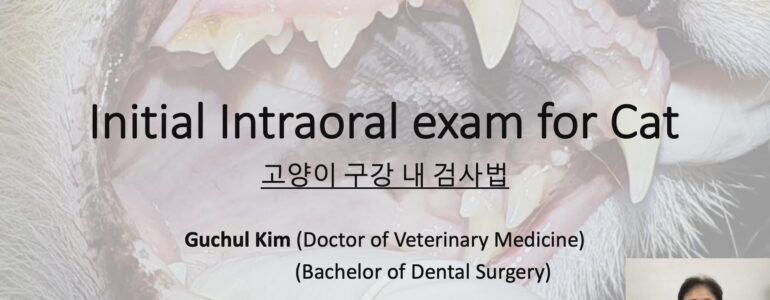 Initial Intraoral exam for Cat
고양이 구강 내 검사법
Guchul Kim (Doctor of Veterinary Medicine)
(Bachelor of Dental Surgery)